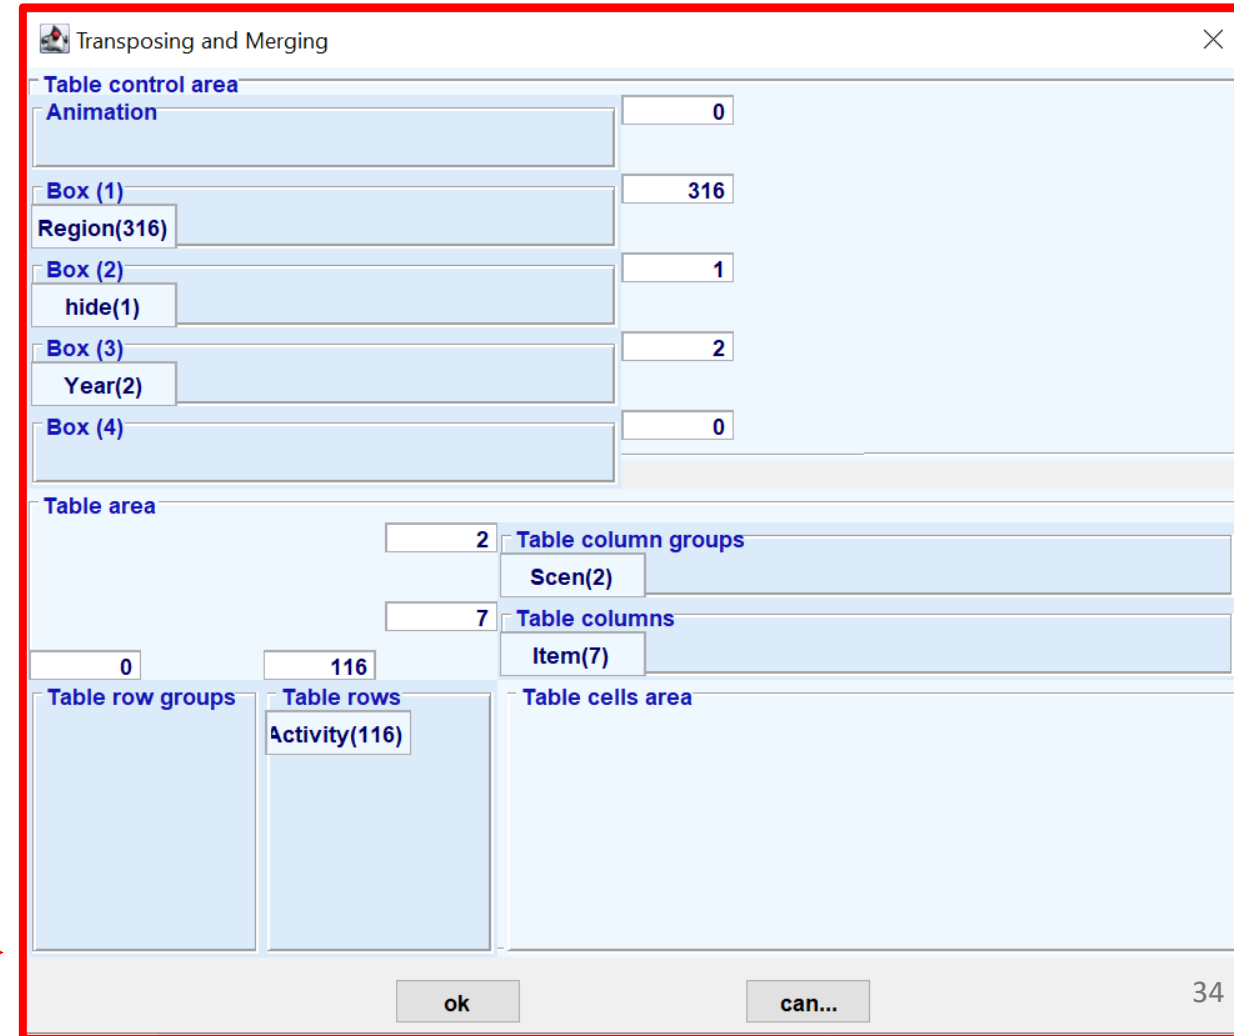 Transposing and Merging
Table control area
Animation
0
Box (1)
316
Region(316)
Box (2)
1
hide(1)
Box (3)
2
Year(2)
Box (4)
0
Table area
2 Table column groups
Scen(2)
7 Table columns
Item(7)
0 116
Table row groups Table rows Table cells area
Activity(116)
ok can...
34